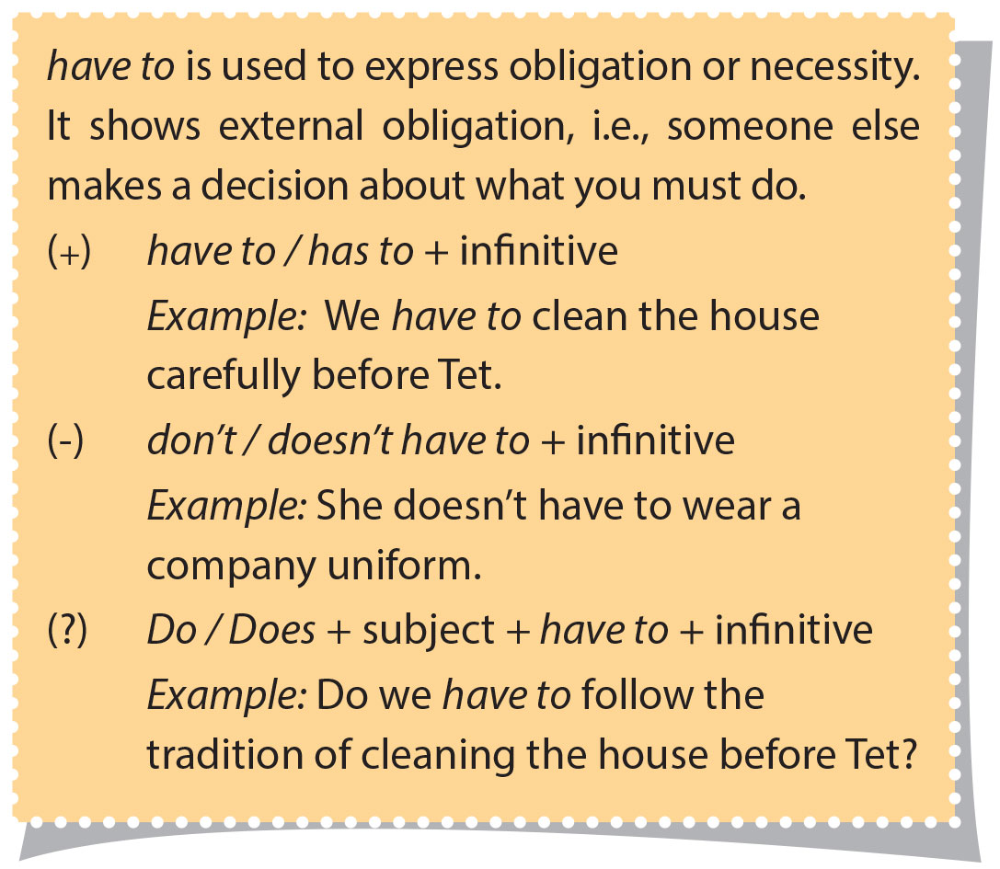 have to is used to express obligation or necessity.
It shows external obligation, i.e., someone else
makes a decision about what you must do.
(+) have to / has to + infinitive
Example: We have to clean the house
carefully before Tet.
(-) don’t / doesn’t have to + infinitive
Example: She doesn’t have to wear a
company uniform.
(?) Do / Does + subject + have to + infinitive
Example: Do we have to follow the
tradition of cleaning the house before Tet?